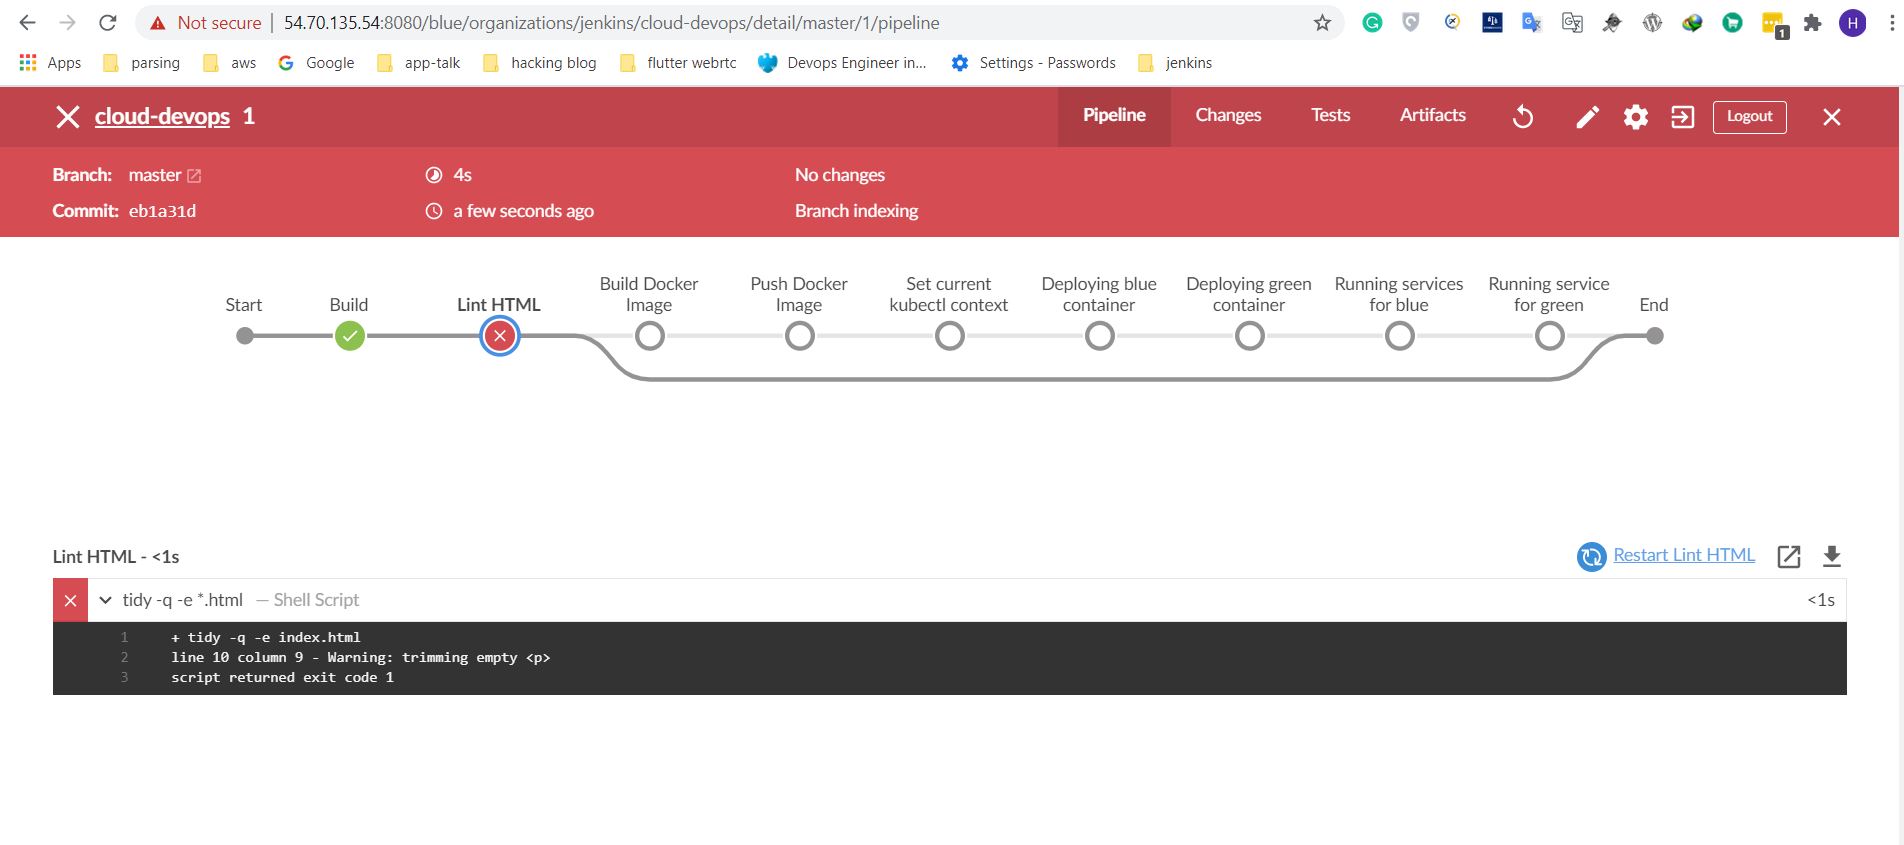 Not secure | 54.70.135.54:8080/blue/organizations/jenkins/cloud-devops/detail/master/1/pipeline
1
H
Apps parsing aws Google app-talk hacking blog flutter webrtc Devops Engineer in... Settings - Passwords jenkins
cloud-devops 1 Pipeline Changes Tests Artifacts Logout
Branch: master 4s No changes
Commit: eb1a31d a few seconds ago Branch indexing
Start Build Lint HTML
Build Docker
Image
Push Docker
Image
Set current
kubectl context
Deploying blue
container
Deploying green
container
Running services
for blue
Running service
for green
End
Lint HTML - <1s Restart Lint HTML
tidy -q -e *.html — Shell Script <1s
1 + tidy -q -e index.html
2 line 10 column 9 - Warning: trimming empty <p>
3 script returned exit code 1